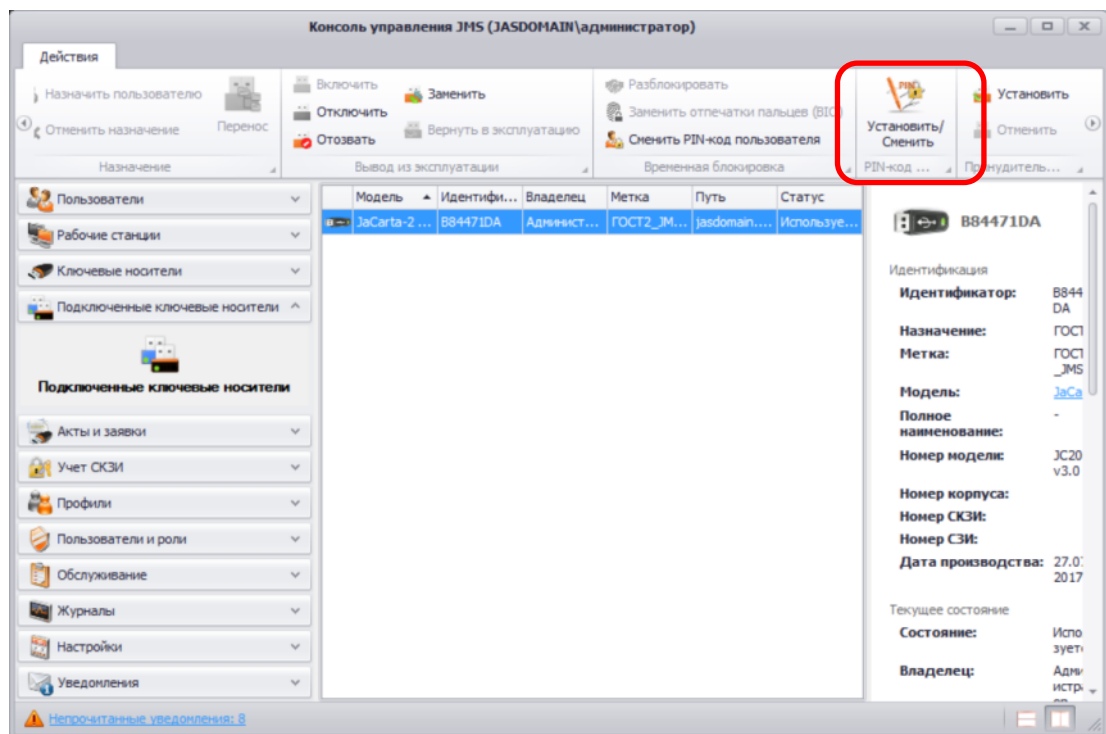 Консоль управления JMS (JASDOMAIN\администратор)
Действия
Назначить пользователю
Отменить назначение
Перенос
Назначение
Включить
Отключить
Отозвать
Заменить
Вернуть в эксплуатацию
Вывод из эксплуатации
Разблокировать
Заменить отпечатки пальцев (BIO)
Сменить PIN-код пользователя
Временная блокировка
Установить/
Сменить
PIN-код ...
Установить
Отменить
Принудитель...
Пользователи
Рабочие станции
Ключевые носители
Подключенные ключевые носители
Подключенные ключевые носители
Акты и заявки
Учет СКЗИ
Профили
Пользователи и роли
Обслуживание
Журналы
Настройки
Уведомления
Модель Идентифи... Владелец Метка Путь Статус
JaCarta-2 ... B84471DA Админист... ГОСТ2_JM... jasdomain.... Используе...
B84471DA
Идентификация
Идентификатор: B844
DA
Назначение: ГОСТ
Метка: ГОСТ
_JMS
Модель: JaCa
Полное -
наименование:
Номер модели: JC20
v3.0
Номер корпуса:
Номер СКЗИ:
Номер СЗИ:
Дата производства: 27.07
2017
Текущее состояние
Состояние: Испо
зует
Владелец: Адми
истр
Непрочитанные уведомления: 8